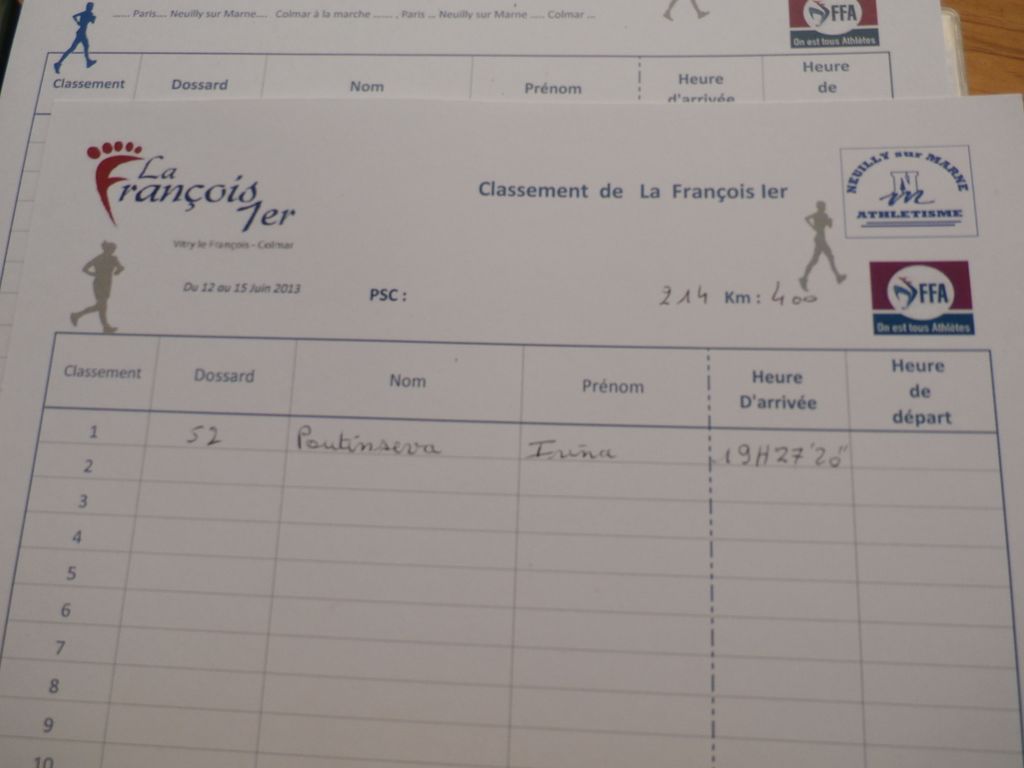 ...... Paris.... Neuilly sur Marne.... Colmar à la marche ....... , Paris ... Neuilly sur Marne ..... Colmar ...
FFA
On est tous Athlètes
Classement Dossard Nom Prénom Heure d'arrivée Heure de
La François Ier
Vitry le François - Colmar
Du 12 au 15 Juin 2013
Classement de La François Ier
NEUILLY sur MARNE
ATHLETISME
PSC :
214 Km : 400
FFA
On est tous Athlètes
Classement Dossard Nom Prénom Heure D'arrivée Heure de départ
1 52 Poutinseva Irina 19H27'20"
2
3
4
5
6
7
8
9
10